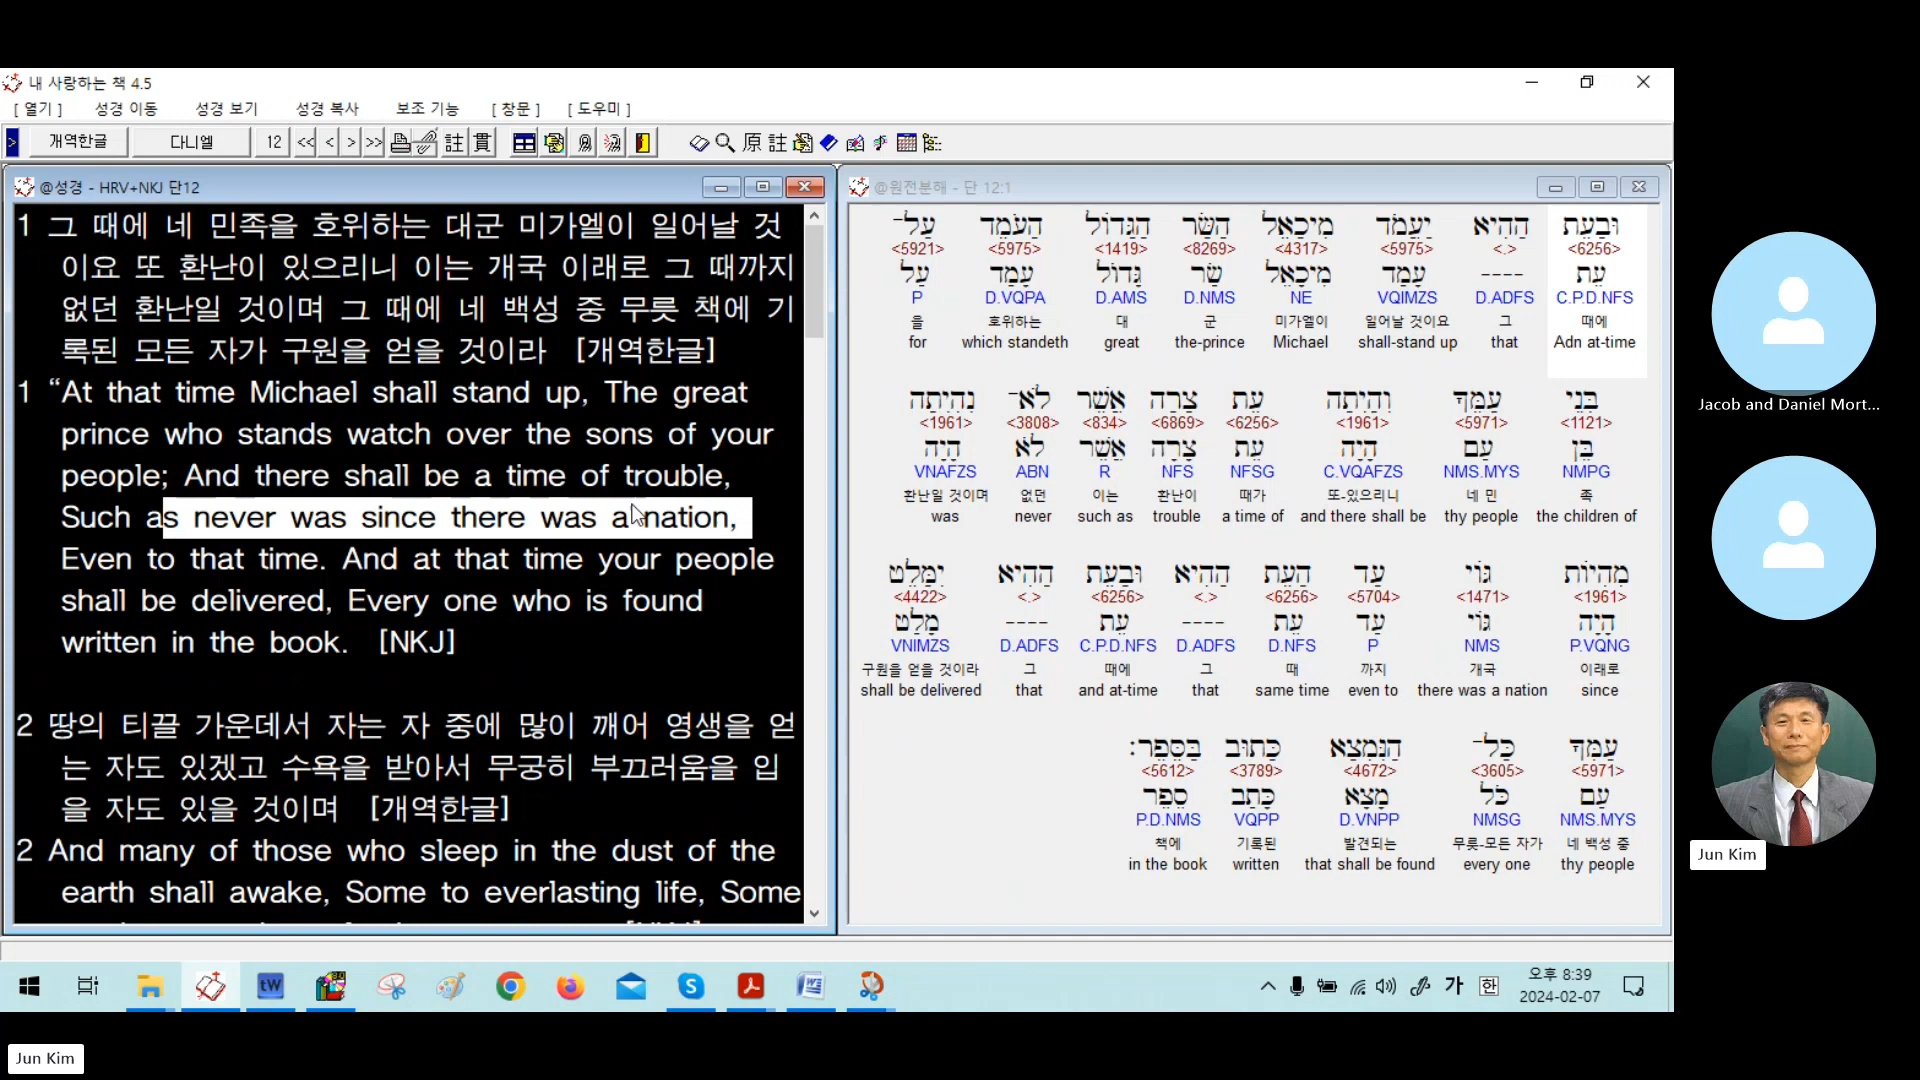 내 사랑하는 책 4.5
[ 열기 ] 성경 이동 성경 보기 성경 복사 보조 기능 [ 창문 ] [ 도우미 ]
> 개역한글 다니엘 12 << < > >> 註 貫 原 註
@성경 - HRV+NKJ 단12
1 그 때에 네 민족을 호위하는 대군 미가엘이 일어날 것
이요 또 환난이 있으리니 이는 개국 이래로 그 때까지
없던 환난일 것이며 그 때에 네 백성 중 무릇 책에 기
록된 모든 자가 구원을 얻을 것이라 [개역한글]
1 “At that time Michael shall stand up, The great
prince who stands watch over the sons of your
people; And there shall be a time of trouble,
Such as never was since there was a nation,
Even to that time. And at that time your people
shall be delivered, Every one who is found
written in the book. [NKJ]
2 땅의 티끌 가운데서 자는 자 중에 많이 깨어 영생을 얻
는 자도 있겠고 수욕을 받아서 무궁히 부끄러움을 입
을 자도 있을 것이며 [개역한글]
2 And many of those who sleep in the dust of the
earth shall awake, Some to everlasting life, Some
@원전분해 - 단 12:1
וּבָעֵת הַהִיא יַעֲמֹד מִיכָאֵל הַשַּׂר הַגָּדוֹל הָעֹמֵד עַל־
<5921> <5975> <1419> <8269> <4317> <5975> <.> <6256>
עֵת ---- עָמַד מִיכָאֵל שַׂר גָּדוֹל עָמַד עַל
P D.VQPA D.AMS D.NMS NE VQIMZS D.ADFS C.P.D.NFS
을 호위하는 대 군 미가엘이 일어날 것이요 그 때에
for which standeth great the-prince Michael shall-stand up that Adn at-time
בְּנֵי עַמֶּךָ וְהָיְתָה עֵת צָרָה אֲשֶׁר לֹא־ נִהְיְתָה
<1961> <3808> <834> <6869> <6256> <1961> <5971> <1121>
בֵּן עַם הָיָה עֵת צָרָה אֲשֶׁר לֹא הָיָה
VNAFZS ABN R NFS NFSG C.VQAFZS NMS.MYS NMPG
환난일 것이며 없던 이는 환난이 때가 또-있으리니 네 민 족
was never such as trouble a time of and there shall be thy people the children of
מִהְיוֹת גּוֹי עַד הָעֵת הַהִיא וּבָעֵת הַהִיא יִמָּלֵט
<4422> <.> <6256> <.> <6256> <5704> <1471> <1961>
הָיָה גּוֹי עַד עֵת ---- עֵת ---- מָלַט
VNIMZS D.ADFS C.P.D.NFS D.ADFS D.NFS P NMS P.VQNG
구원을 얻을 것이라 그 때에 그 때 까지 개국 이래로
shall be delivered that and at-time that same time even to there was a nation since
עַמְּךָ כָּל־ הַנִּמְצָא כָּתוּב בַּסֵּפֶר׃
<5612> <3789> <4672> <3605> <5971>
עַם כֹּל מָצָא כָּתַב סֵפֶר
P.D.NMS VQPP D.VNPP NMSG NMS.MYS
책에 기록된 발견되는 무릇-모든 자가 네 백성 중
in the book written that shall be found every one thy people
가 한 오후 8:39
2024-02-07
Jacob and Daniel Mort...
Jun Kim
Jun Kim